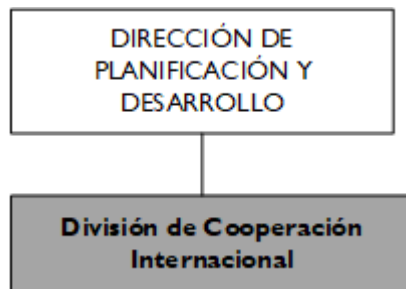 DIRECCIÓN DE
PLANIFICACIÓN Y
DESARROLLO
División de Cooperación
Internacional